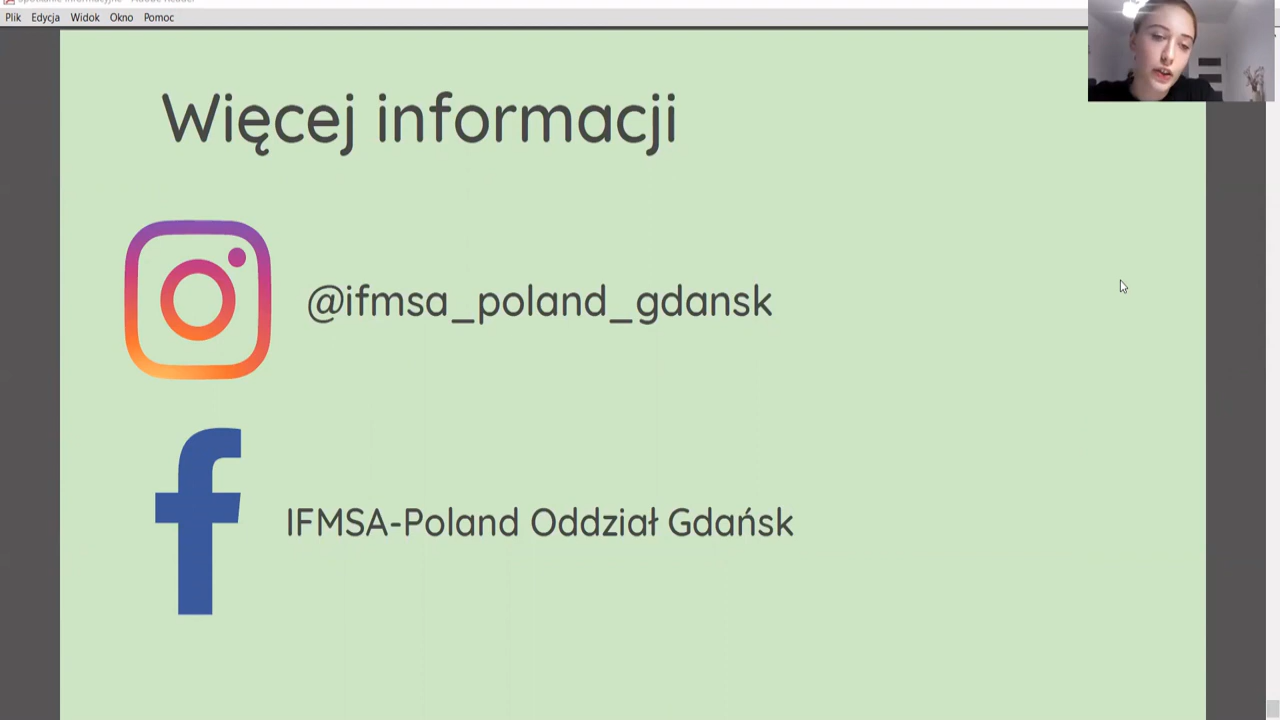 Plik Edycja Widok Okno Pomoc
Więcej informacji
@ifmsa_poland_gdansk
IFMSA-Poland Oddział Gdańsk